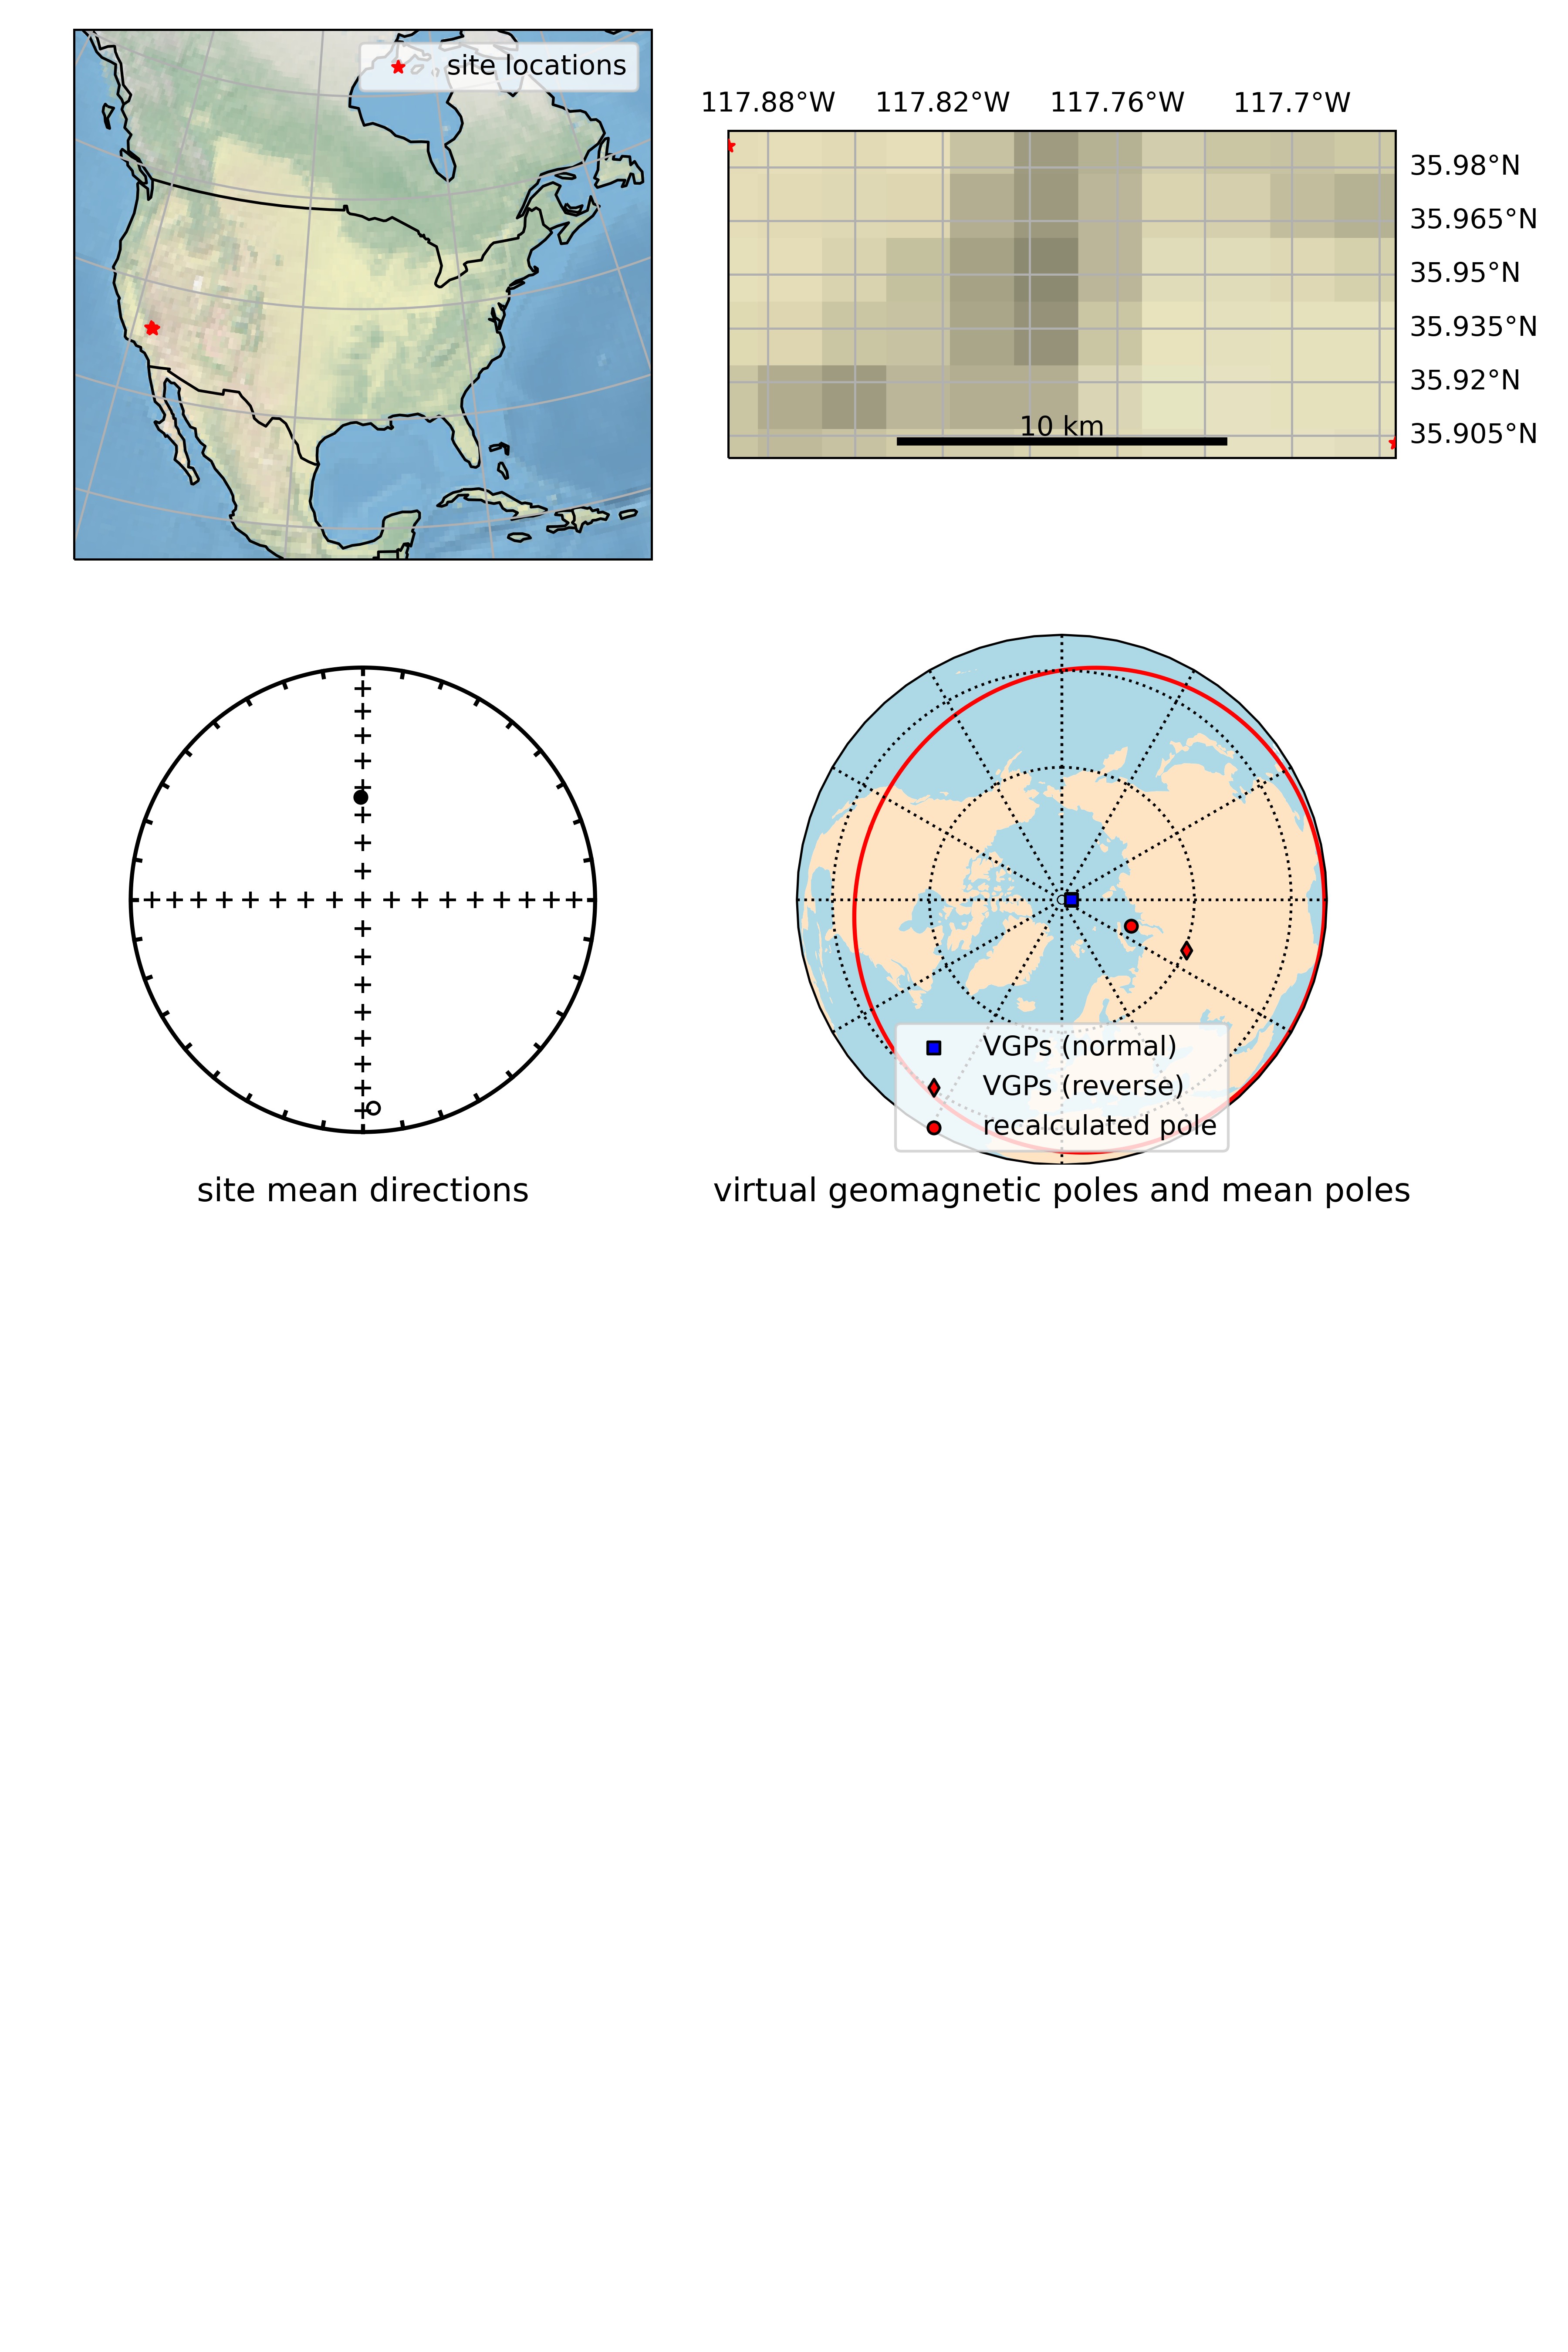 site locations
117.88°W 117.82°W 117.76°W 117.7°W
35.98°N
35.965°N
35.95°N
35.935°N
35.92°N
35.905°N
10 km
VGPs (normal)
VGPs (reverse)
recalculated pole
site mean directions
virtual geomagnetic poles and mean poles